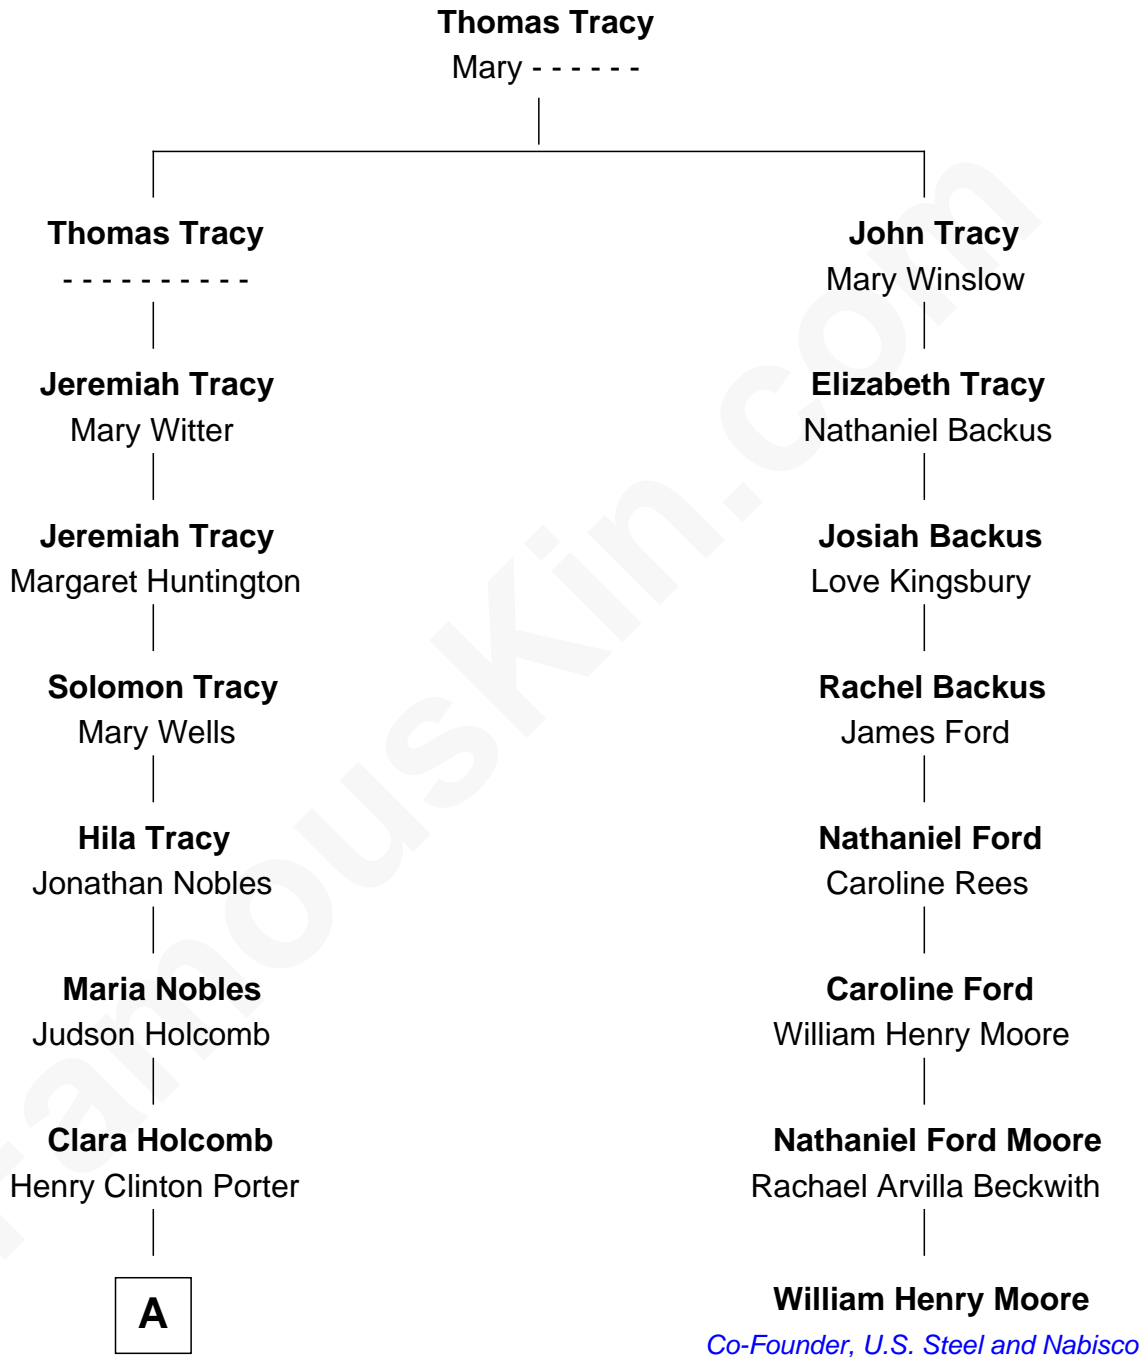 Thomas Tracy
Mary - - - - - -
Thomas Tracy
- - - - - - - - - -
John Tracy
Mary Winslow
Jeremiah Tracy
Mary Witter
Elizabeth Tracy
Nathaniel Backus
Jeremiah Tracy
Margaret Huntington
Josiah Backus
Love Kingsbury
Solomon Tracy
Mary Wells
Rachel Backus
James Ford
Hila Tracy
Jonathan Nobles
Nathaniel Ford
Caroline Rees
Maria Nobles
Judson Holcomb
Caroline Ford
William Henry Moore
Clara Holcomb
Henry Clinton Porter
Nathaniel Ford Moore
Rachael Arvilla Beckwith
A
William Henry Moore
Co-Founder, U.S. Steel and Nabisco
FamousKin.com